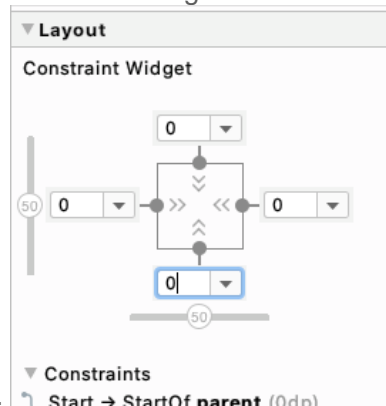 Layout
Constraint Widget
0
50 0 0
0
50
Constraints
Start → StartOf parent (0dp)